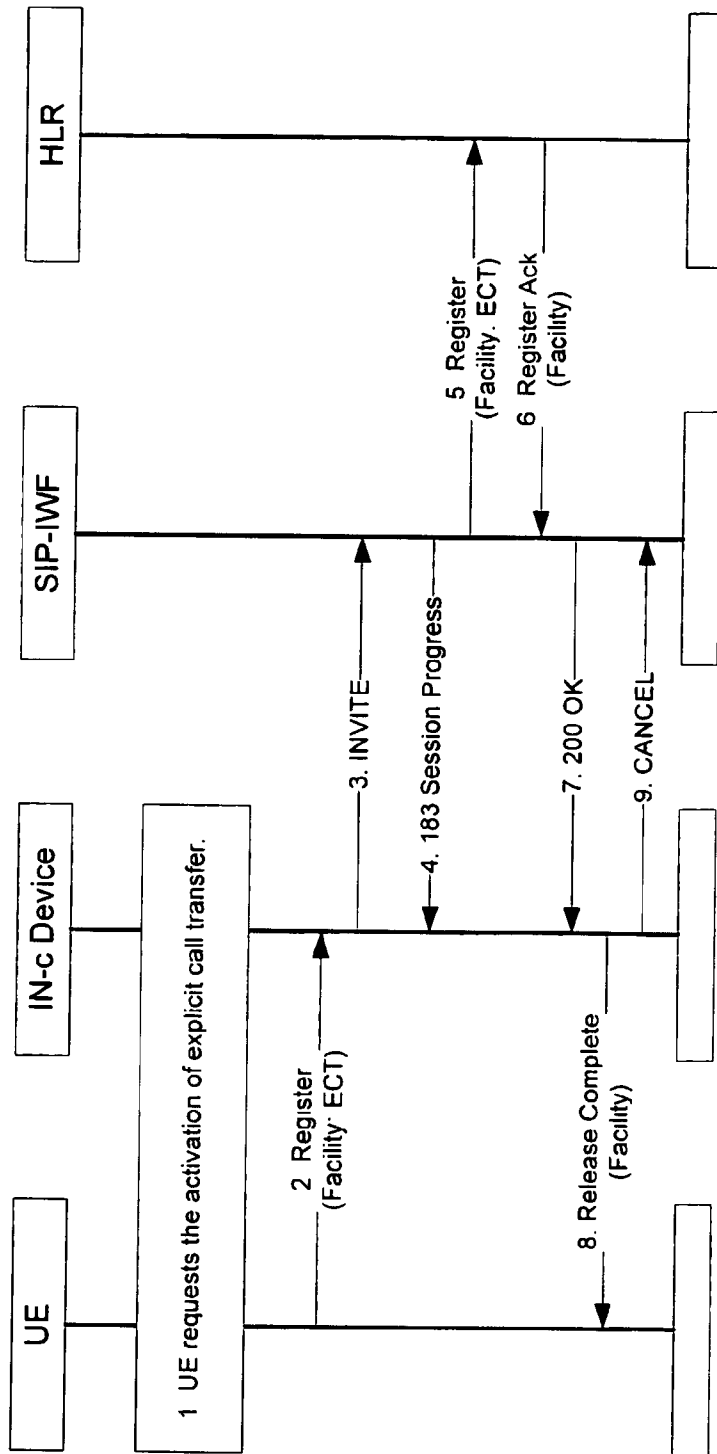 UE
IN-c Device
SIP-IWF
HLR
1 UE requests the activation of explicit call transfer.
2 Register
(Facility: ECT)
3. INVITE
4. 183 Session Progress
5 Register
(Facility. ECT)
6 Register Ack
(Facility)
7. 200 OK
8. Release Complete
(Facility)
9. CANCEL